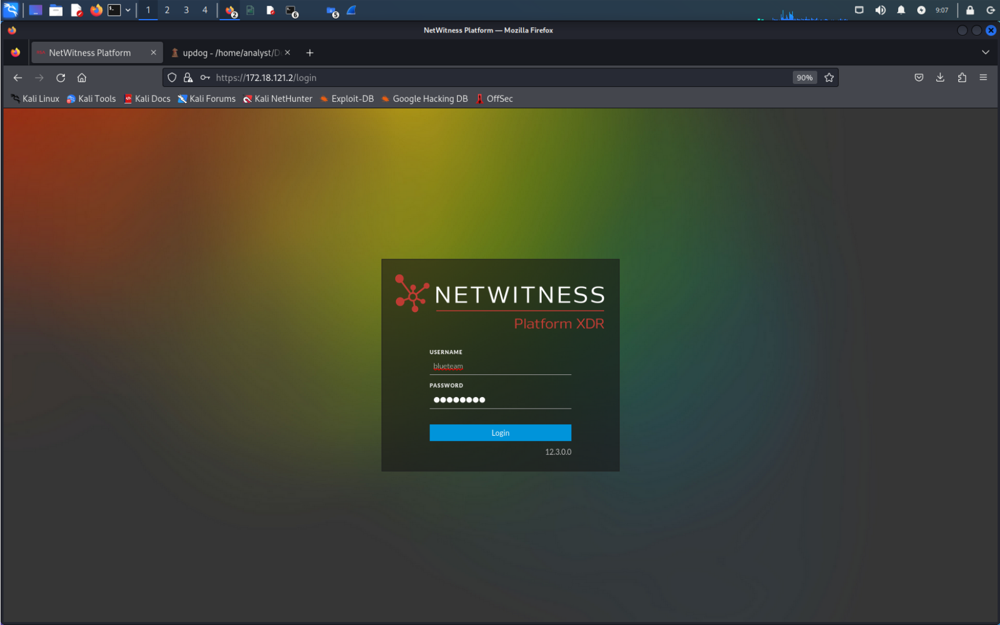 1 2 3 4 2 6 5 9:07
NetWitness Platform — Mozilla Firefox
NetWitness Platform updog - /home/analyst/D
https://172.18.121.2/login 90%
Kali Linux Kali Tools Kali Docs Kali Forums Kali NetHunter Exploit-DB Google Hacking DB OffSec
NETWITNESS
Platform XDR
USERNAME
blueteam
PASSWORD
Login
12.3.0.0